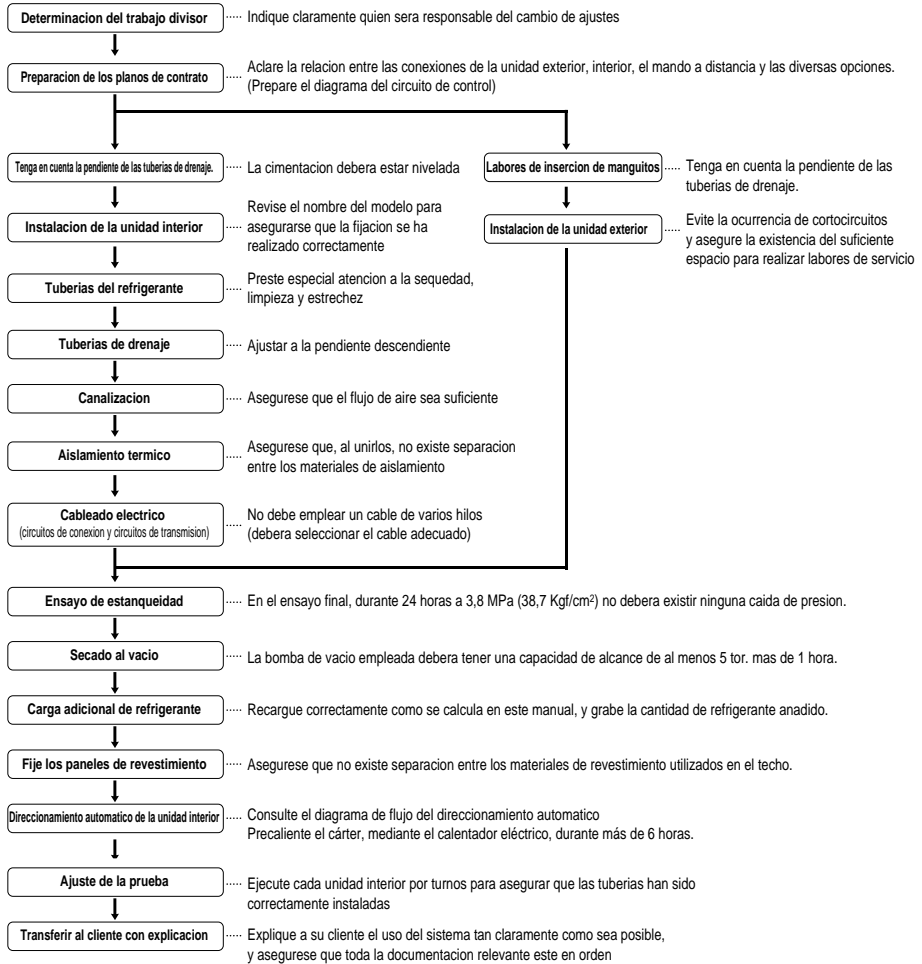 Determinacion del trabajo divisor ····· Indique claramente quien sera responsable del cambio de ajustes
Preparacion de los planos de contrato ····· Aclare la relacion entre las conexiones de la unidad exterior, interior, el mando a distancia y las diversas opciones.
(Prepare el diagrama del circuito de control)
Tenga en cuenta la pendiente de las tuberias de drenaje. ····· La cimentacion debera estar nivelada
Labores de insercion de manguitos ····· Tenga en cuenta la pendiente de las
tuberias de drenaje.
Instalacion de la unidad interior ····· Revise el nombre del modelo para
asegurarse que la fijacion se ha
realizado correctamente
Instalacion de la unidad exterior ····· Evite la ocurrencia de cortocircuitos
y asegure la existencia del suficiente
espacio para realizar labores de servicio
Tuberias del refrigerante ····· Preste especial atencion a la sequedad,
limpieza y estrechez
Tuberias de drenaje ····· Ajustar a la pendiente descendiente
Canalizacion ····· Asegurese que el flujo de aire sea suficiente
Aislamiento termico ····· Asegurese que, al unirlos, no existe separacion
entre los materiales de aislamiento
Cableado electrico
(circuitos de conexion y circuitos de transmision) ····· No debe emplear un cable de varios hilos
(debera seleccionar el cable adecuado)
Ensayo de estanqueidad ····· En el ensayo final, durante 24 horas a 3,8 MPa (38,7 Kgf/cm²) no debera existir ninguna caida de presion.
Secado al vacio ····· La bomba de vacio empleada debera tener una capacidad de alcance de al menos 5 tor. mas de 1 hora.
Carga adicional de refrigerante ····· Recargue correctamente como se calcula en este manual, y grabe la cantidad de refrigerante anadido.
Fije los paneles de revestimiento ····· Asegurese que no existe separacion entre los materiales de revestimiento utilizados en el techo.
Direccionamiento automatico de la unidad interior ····· Consulte el diagrama de flujo del direccionamiento automatico
Precaliente el cárter, mediante el calentador eléctrico, durante más de 6 horas.
Ajuste de la prueba ····· Ejecute cada unidad interior por turnos para asegurar que las tuberias han sido
correctamente instaladas
Transferir al cliente con explicacion ····· Explique a su cliente el uso del sistema tan claramente como sea posible,
y asegurese que toda la documentacion relevante este en orden